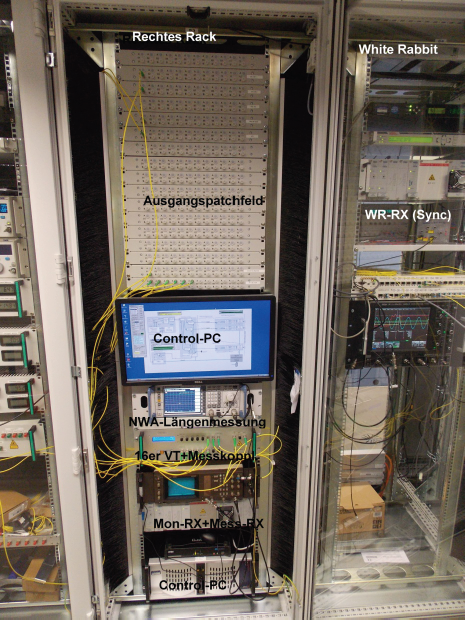 Rechtes Rack
White Rabbit
Ausgangspatchfeld
WR-RX (Sync)
Control-PC
NWA-Längenmessung
16er VT+Messkoppl
Mon-RX+Mess-RX
Control-PC